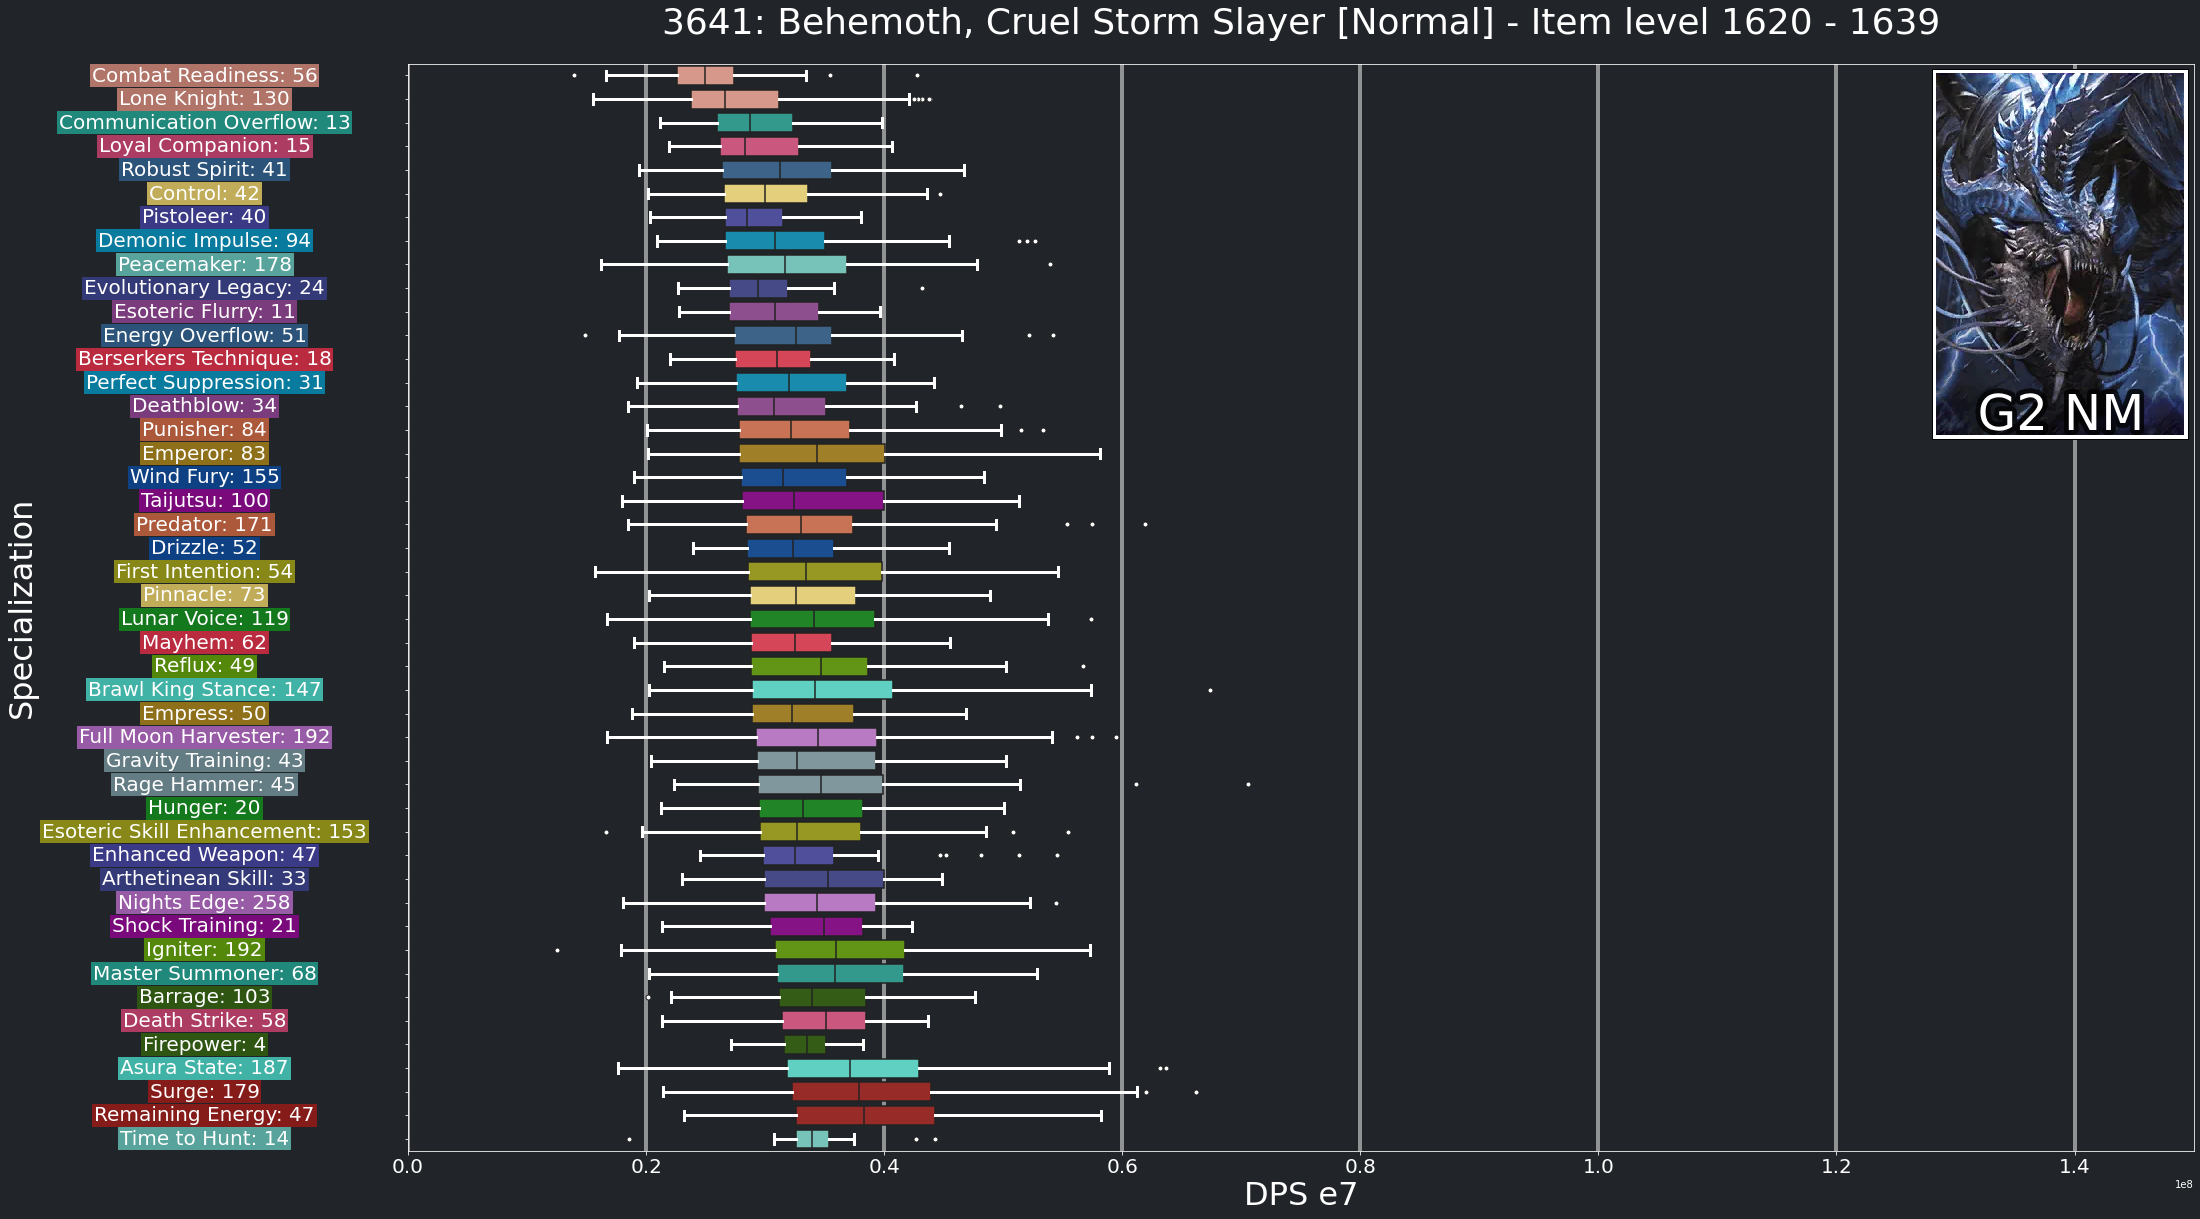 3641: Behemoth, Cruel Storm Slayer [Normal] - Item level 1620 - 1639
Combat Readiness: 56
Lone Knight: 130
Communication Overflow: 13
Loyal Companion: 15
Robust Spirit: 41
Control: 42
Pistoleer: 40
Demonic Impulse: 94
Peacemaker: 178
Evolutionary Legacy: 24
Esoteric Flurry: 11
Energy Overflow: 51
Berserkers Technique: 18
Perfect Suppression: 31
Deathblow: 34
Punisher: 84
Emperor: 83
Wind Fury: 155
Taijutsu: 100
Predator: 171
Drizzle: 52
First Intention: 54
Pinnacle: 73
Lunar Voice: 119
Mayhem: 62
Reflux: 49
Brawl King Stance: 147
Empress: 50
Full Moon Harvester: 192
Gravity Training: 43
Rage Hammer: 45
Hunger: 20
Esoteric Skill Enhancement: 153
Enhanced Weapon: 47
Arthetinean Skill: 33
Nights Edge: 258
Shock Training: 21
Igniter: 192
Master Summoner: 68
Barrage: 103
Death Strike: 58
Firepower: 4
Asura State: 187
Surge: 179
Remaining Energy: 47
Time to Hunt: 14
Specialization
G2 NM
0.0 0.2 0.4 0.6 0.8 1.0 1.2 1.4
1e8
DPS e7